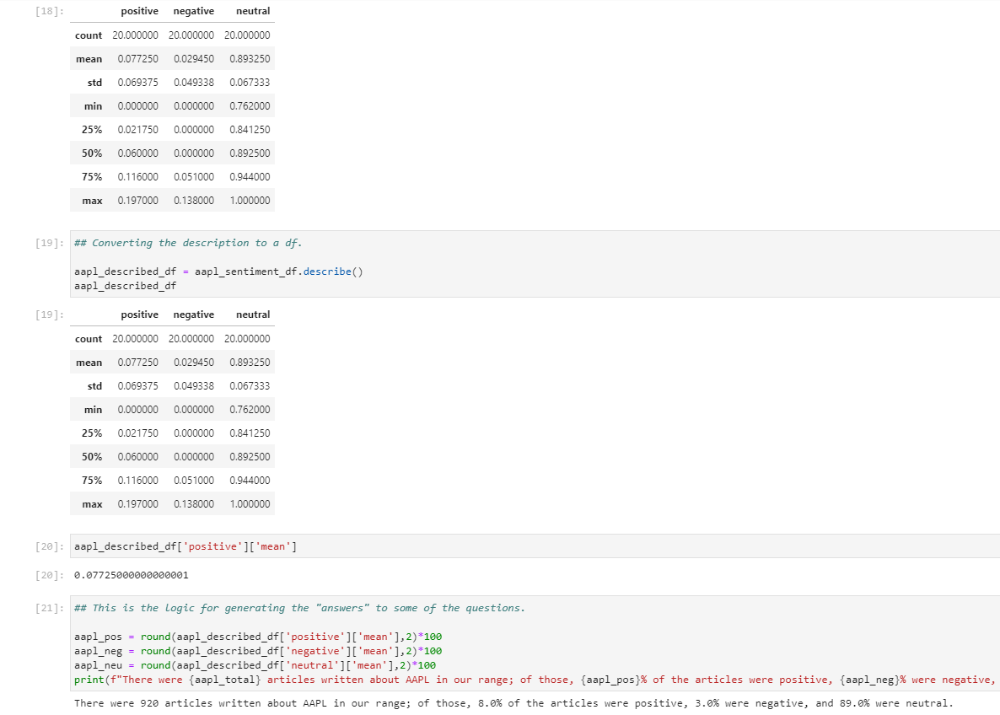 [18]: positive negative neutral
count 20.000000 20.000000 20.000000
mean 0.077250 0.029450 0.893250
std 0.069375 0.049338 0.067333
min 0.000000 0.000000 0.762000
25% 0.021750 0.000000 0.841250
50% 0.060000 0.000000 0.892500
75% 0.116000 0.051000 0.944000
max 0.197000 0.138000 1.000000
[19]: ## Converting the description to a df.
aapl_described_df = aapl_sentiment_df.describe()
aapl_described_df
[19]: positive negative neutral
count 20.000000 20.000000 20.000000
mean 0.077250 0.029450 0.893250
std 0.069375 0.049338 0.067333
min 0.000000 0.000000 0.762000
25% 0.021750 0.000000 0.841250
50% 0.060000 0.000000 0.892500
75% 0.116000 0.051000 0.944000
max 0.197000 0.138000 1.000000
[20]: aapl_described_df['positive']['mean']
[20]: 0.07725000000000001
[21]: ## This is the logic for generating the "answers" to some of the questions.
aapl_pos = round(aapl_described_df['positive']['mean'],2)*100
aapl_neg = round(aapl_described_df['negative']['mean'],2)*100
aapl_neu = round(aapl_described_df['neutral']['mean'],2)*100
print(f"There were {aapl_total} articles written about AAPL in our range; of those, {aapl_pos}% of the articles were positive, {aapl_neg}% were negative,
There were 920 articles written about AAPL in our range; of those, 8.0% of the articles were positive, 3.0% were negative, and 89.0% were neutral.